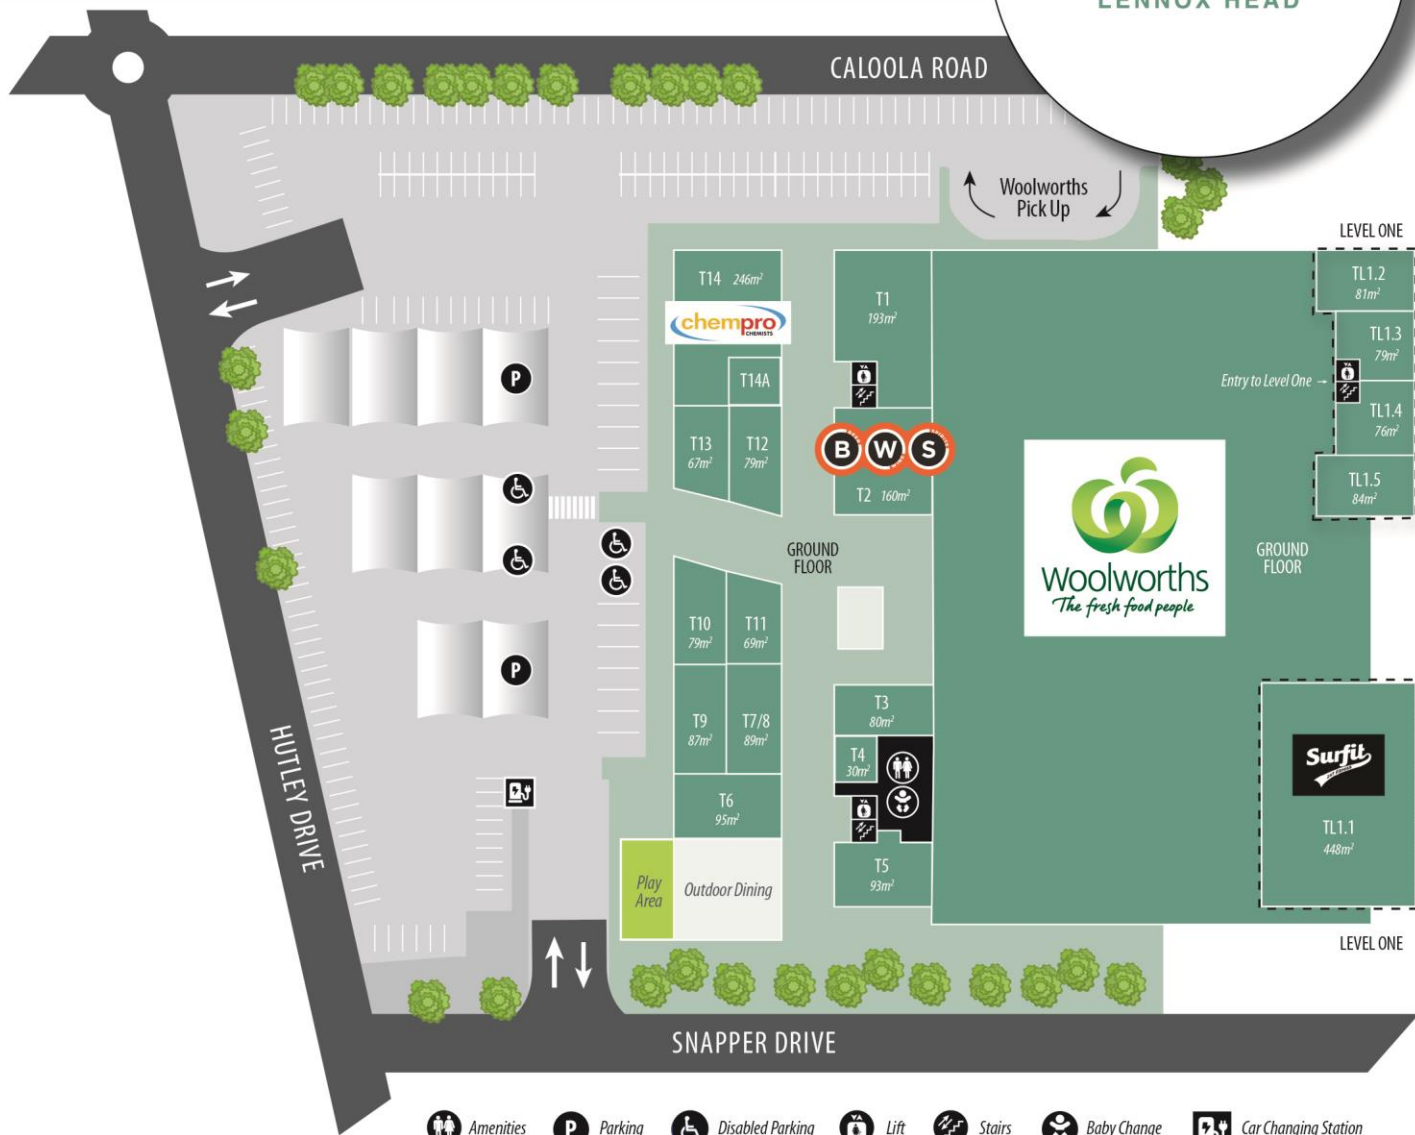 LENNOX HEAD
CALOOLA ROAD
Woolworths
Pick Up
LEVEL ONE
T14 246m²
chempro
CHEMISTS
T14A
T13
67m²
T12
79m²
T1
193m²
BWS
T2 160m²
TL1.2
81m²
TL1.3
79m²
Entry to Level One →
TL1.4
76m²
TL1.5
84m²
P
GROUND
FLOOR
Woolworths
The fresh food people
GROUND
FLOOR
T10
79m²
T11
69m²
P
T9
87m²
T7/8
89m²
T3
80m²
T4
30m²
T6
95m²
T5
93m²
Surfit
TL1.1
448m²
HUTLEY DRIVE
Play
Area
Outdoor Dining
LEVEL ONE
SNAPPER DRIVE
Amenities
P Parking
Disabled Parking
Lift
Stairs
Baby Change
Car Changing Station